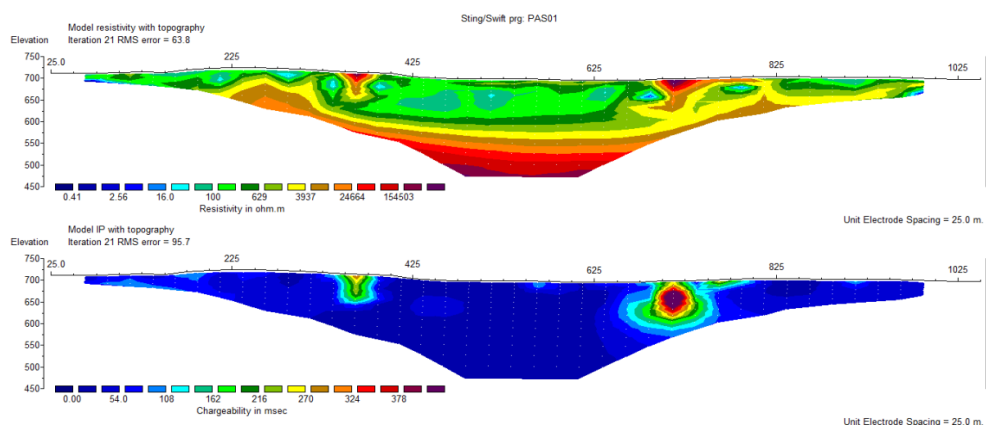 Sting/Swift prg: PAS01
Model resistivity with topography
Elevation Iteration 21 RMS error = 63.8
750 25.0 225 425 625 825 1025
700
650
600
550
500
450
0.41 2.56 16.0 100 629 3937 24664 154503
Resistivity in ohm.m
Unit Electrode Spacing = 25.0 m.
Model IP with topography
Elevation Iteration 21 RMS error = 95.7
750 25.0 225 425 625 825 1025
700
650
600
550
500
450
0.00 54.0 108 162 216 270 324 378
Chargeability in msec
Unit Electrode Spacing = 25.0 m.